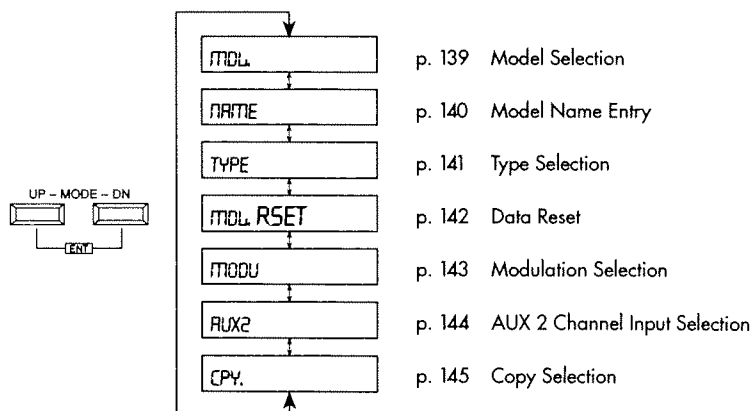 MDL. p. 139 Model Selection
NAME p. 140 Model Name Entry
TYPE p. 141 Type Selection
UP – MODE – DN
ENT
MDL. RSET p. 142 Data Reset
MODU p. 143 Modulation Selection
AUX2 p. 144 AUX 2 Channel Input Selection
CPY. p. 145 Copy Selection